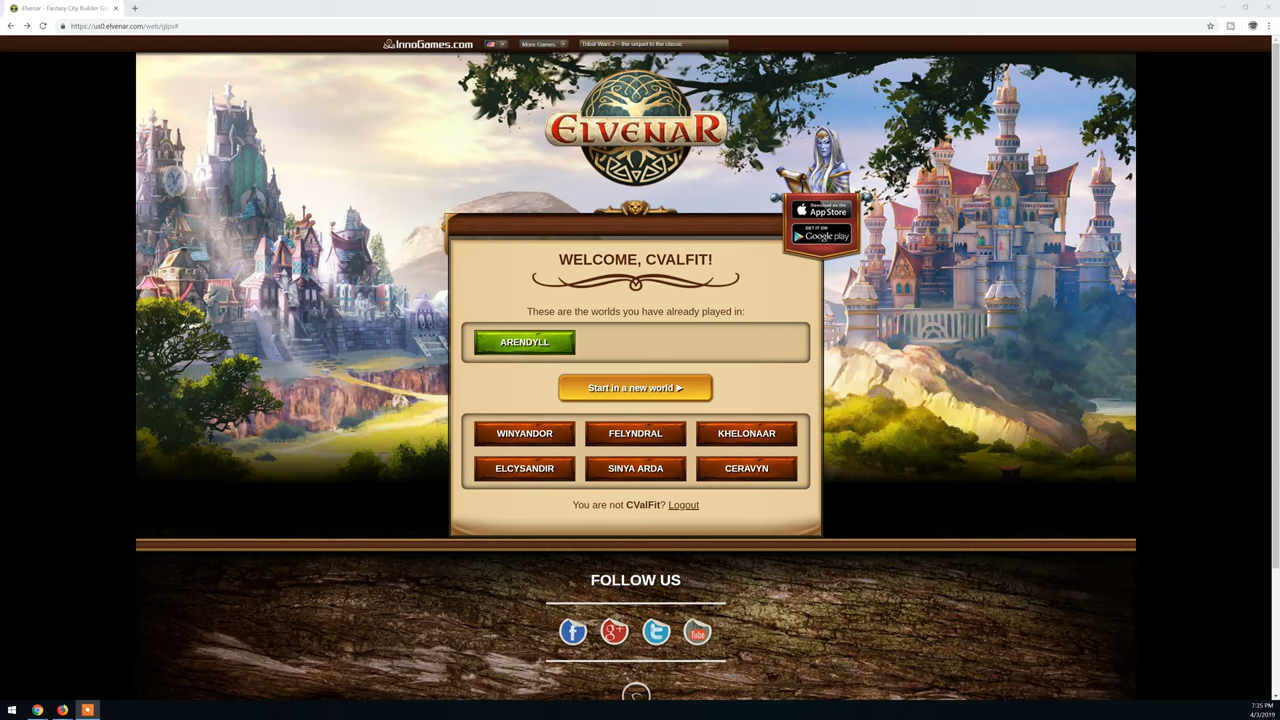 Elvenar - Fantasy City Builder Ga
https://us0.elvenar.com/web/glps#
InnoGames.com
More Games:
Tribal Wars 2 – the sequel to the classic
ELVENAR
Download on the
App Store
GET IT ON
Google play
WELCOME, CVALFIT!
These are the worlds you have already played in:
ARENDYLL
Start in a new world ▶
WINYANDOR FELYNDRAL KHELONAAR
ELCYSANDIR SINYA ARDA CERAVYN
You are not CValFit? Logout
FOLLOW US
Tube
7:35 PM
4/3/2019